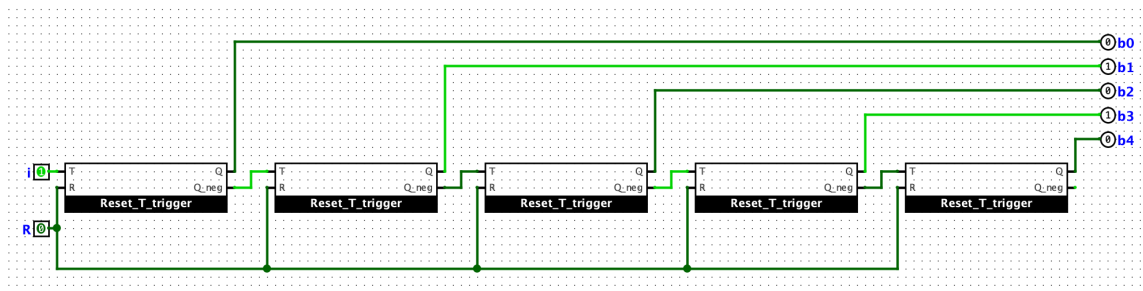 0 b0
1 b1
0 b2
1 b3
0 b4
i 1 T Q T Q T Q T Q T Q
R Q_neg R Q_neg R Q_neg R Q_neg R Q_neg
Reset_T_trigger Reset_T_trigger Reset_T_trigger Reset_T_trigger Reset_T_trigger
R 0